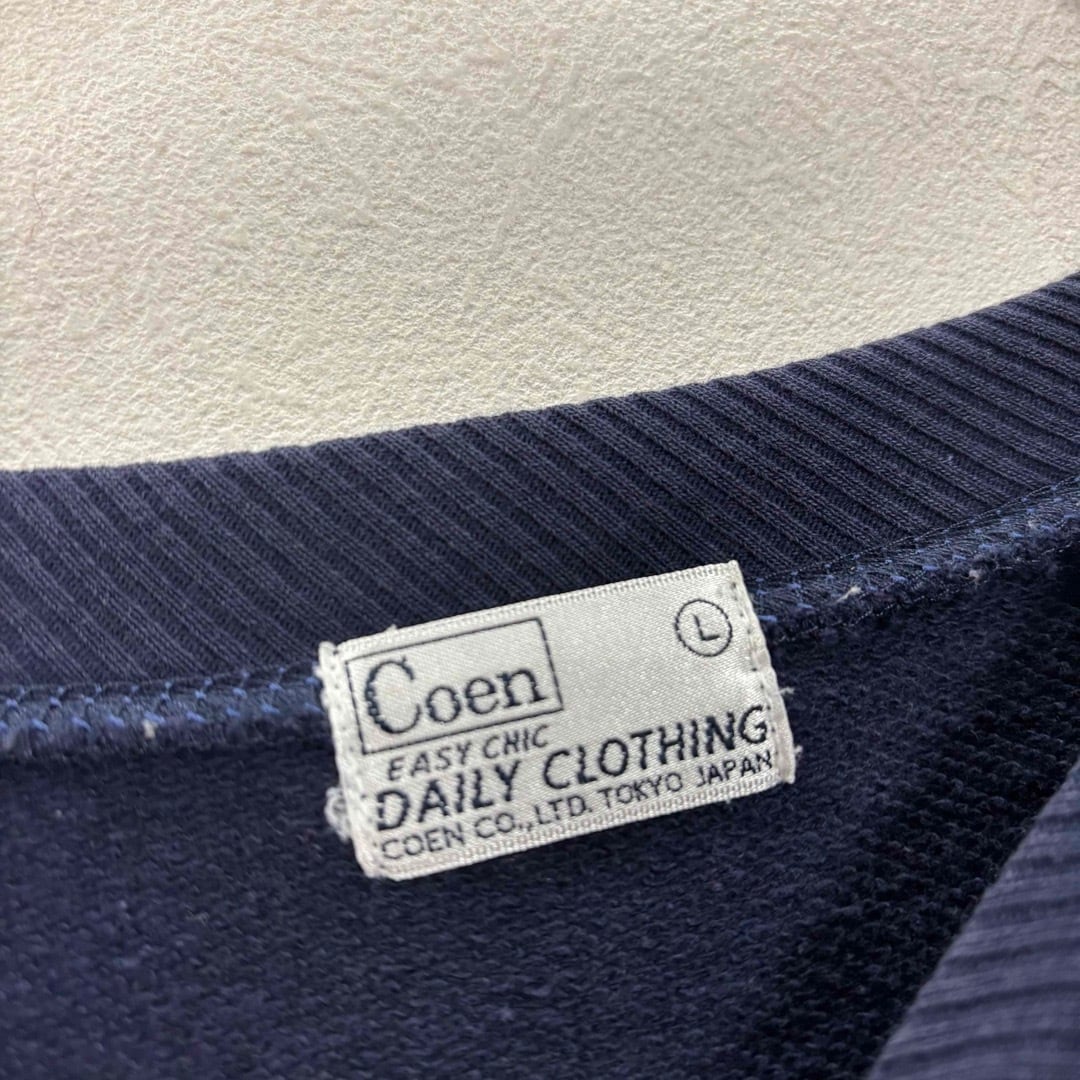 Coen
L
EASY CHIC
DAILY CLOTHING
COEN CO., LTD. TOKYO JAPAN